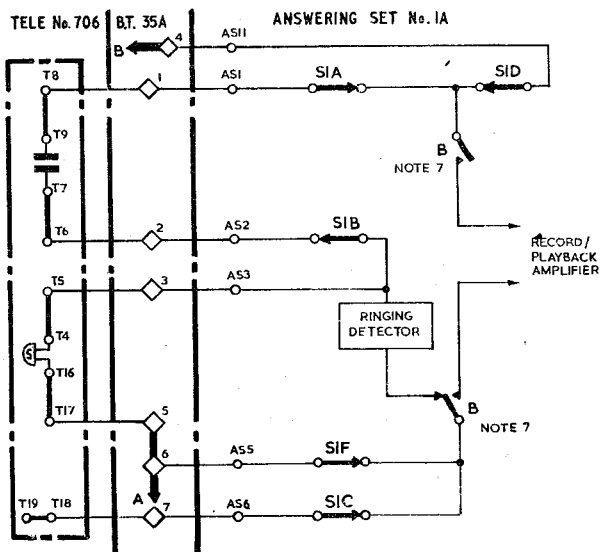 TELE No. 706
B.T. 35A
ANSWERING SET No. 1A
B
4
AS11
T8
1
AS1
S1A
S1D
T9
B
NOTE 7
T7
T6
2
AS2
S1B
RECORD/
PLAYBACK
AMPLIFIER
T5
3
AS3
T4
RINGING
DETECTOR
S
T16
T17
5
B
NOTE 7
6
AS5
S1F
A
T19
T18
7
AS6
S1C